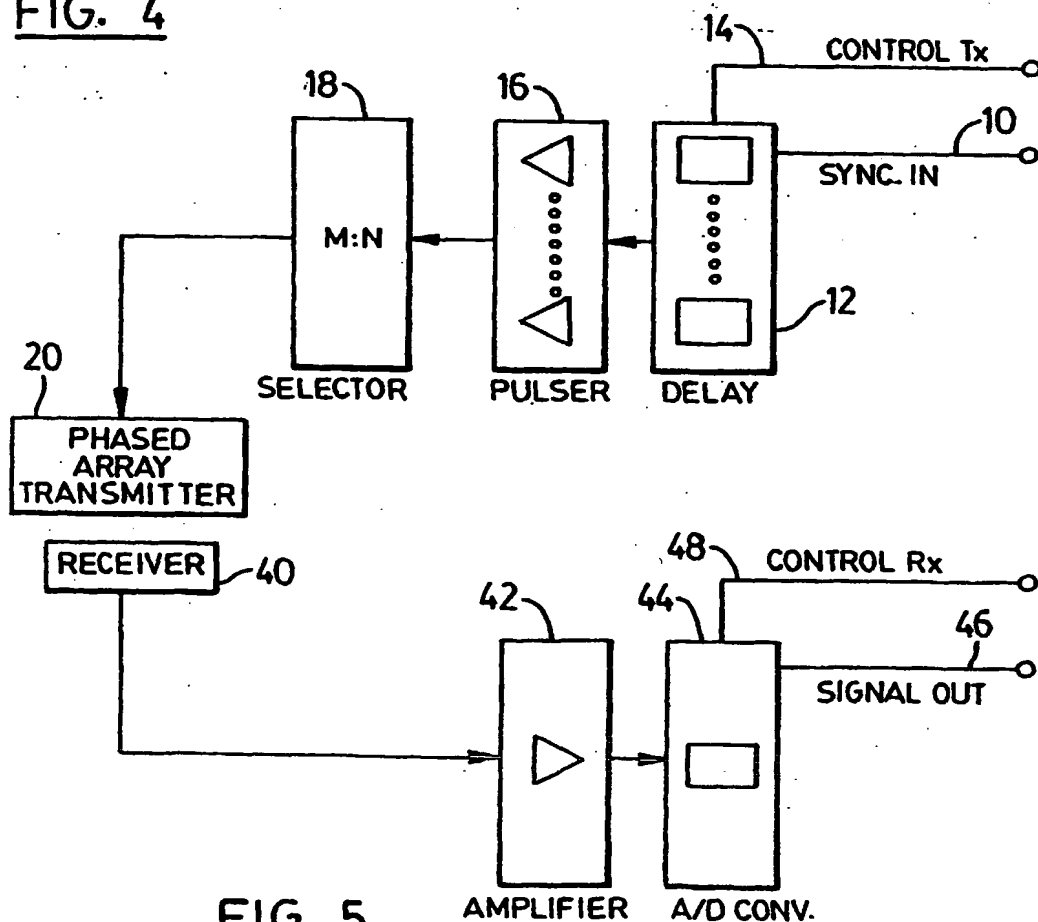 FIG. 4
14
CONTROL Tx
18
16
10
SYNC. IN
M:N
12
20
SELECTOR
PULSER
DELAY
PHASED
ARRAY
TRANSMITTER
RECEIVER
40
48
CONTROL Rx
42
44
46
SIGNAL OUT
AMPLIFIER
A/D CONV.
FIG. 5